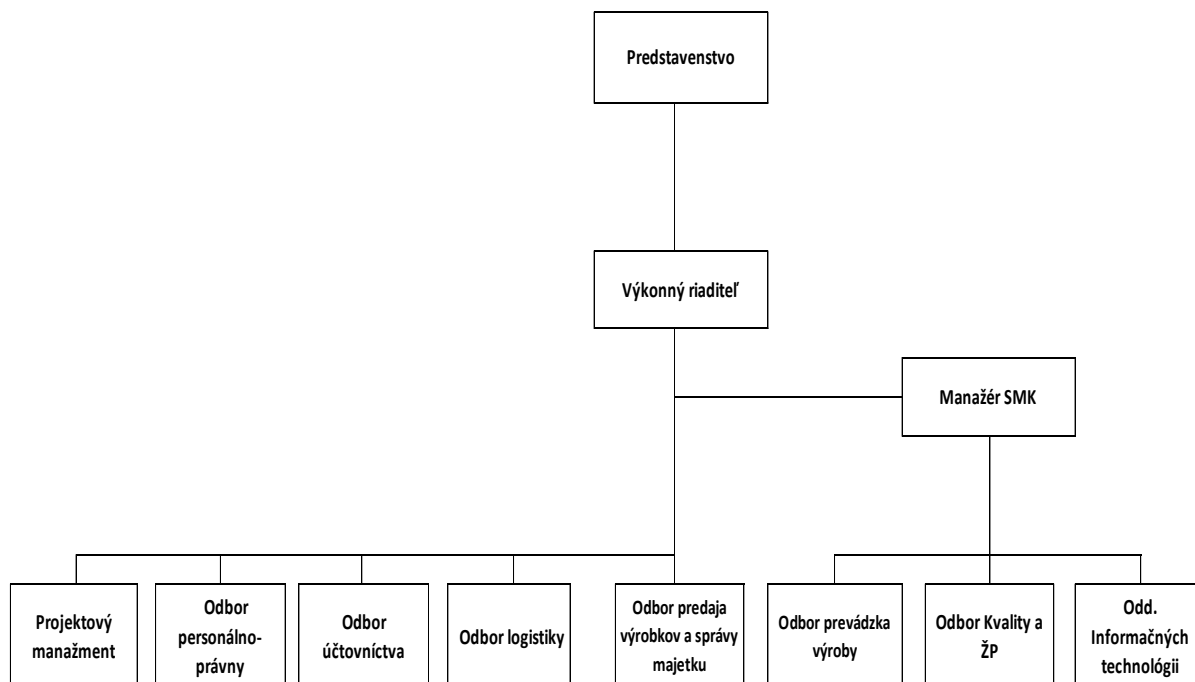 Predstavenstvo
Výkonný riaditeľ
Manažér SMK
Projektový
manažment
Odbor
personálno-
právny
Odbor
účtovníctva
Odbor logistiky
Odbor predaja
výrobkov a správy
majetku
Odbor prevádzka
výroby
Odbor Kvality a
ŽP
Odd.
Informačných
technológii